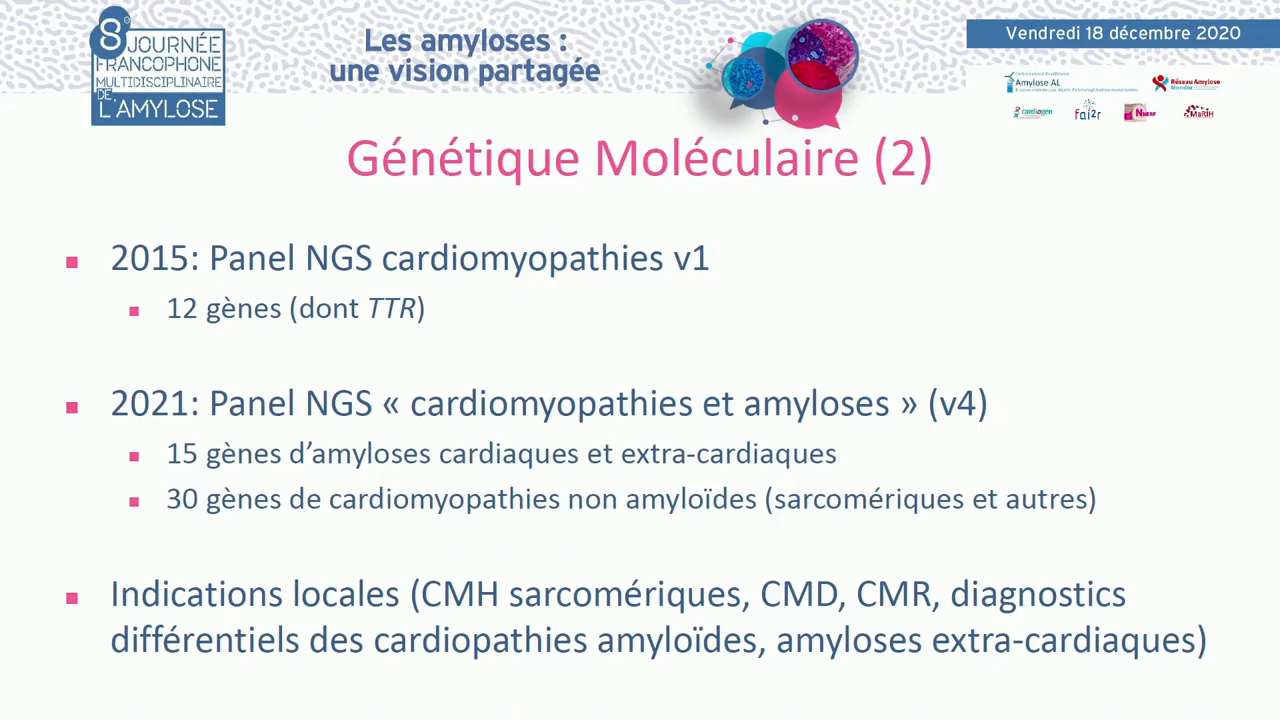 8e JOURNÉE
FRANCOPHONE
MULTIDISCIPLINAIRE
DE
L'AMYLOSE
Les amyloses :
une vision partagée
Vendredi 18 décembre 2020
Amylose AL
Réseau Amylose
cardiogen
fai2r
MaRIH
Génétique Moléculaire (2)
2015: Panel NGS cardiomyopathies v1
12 gènes (dont TTR)
2021: Panel NGS « cardiomyopathies et amyloses » (v4)
15 gènes d’amyloses cardiaques et extra-cardiaques
30 gènes de cardiomyopathies non amyloïdes (sarcomériques et autres)
Indications locales (CMH sarcomériques, CMD, CMR, diagnostics
différentiels des cardiopathies amyloïdes, amyloses extra-cardiaques)